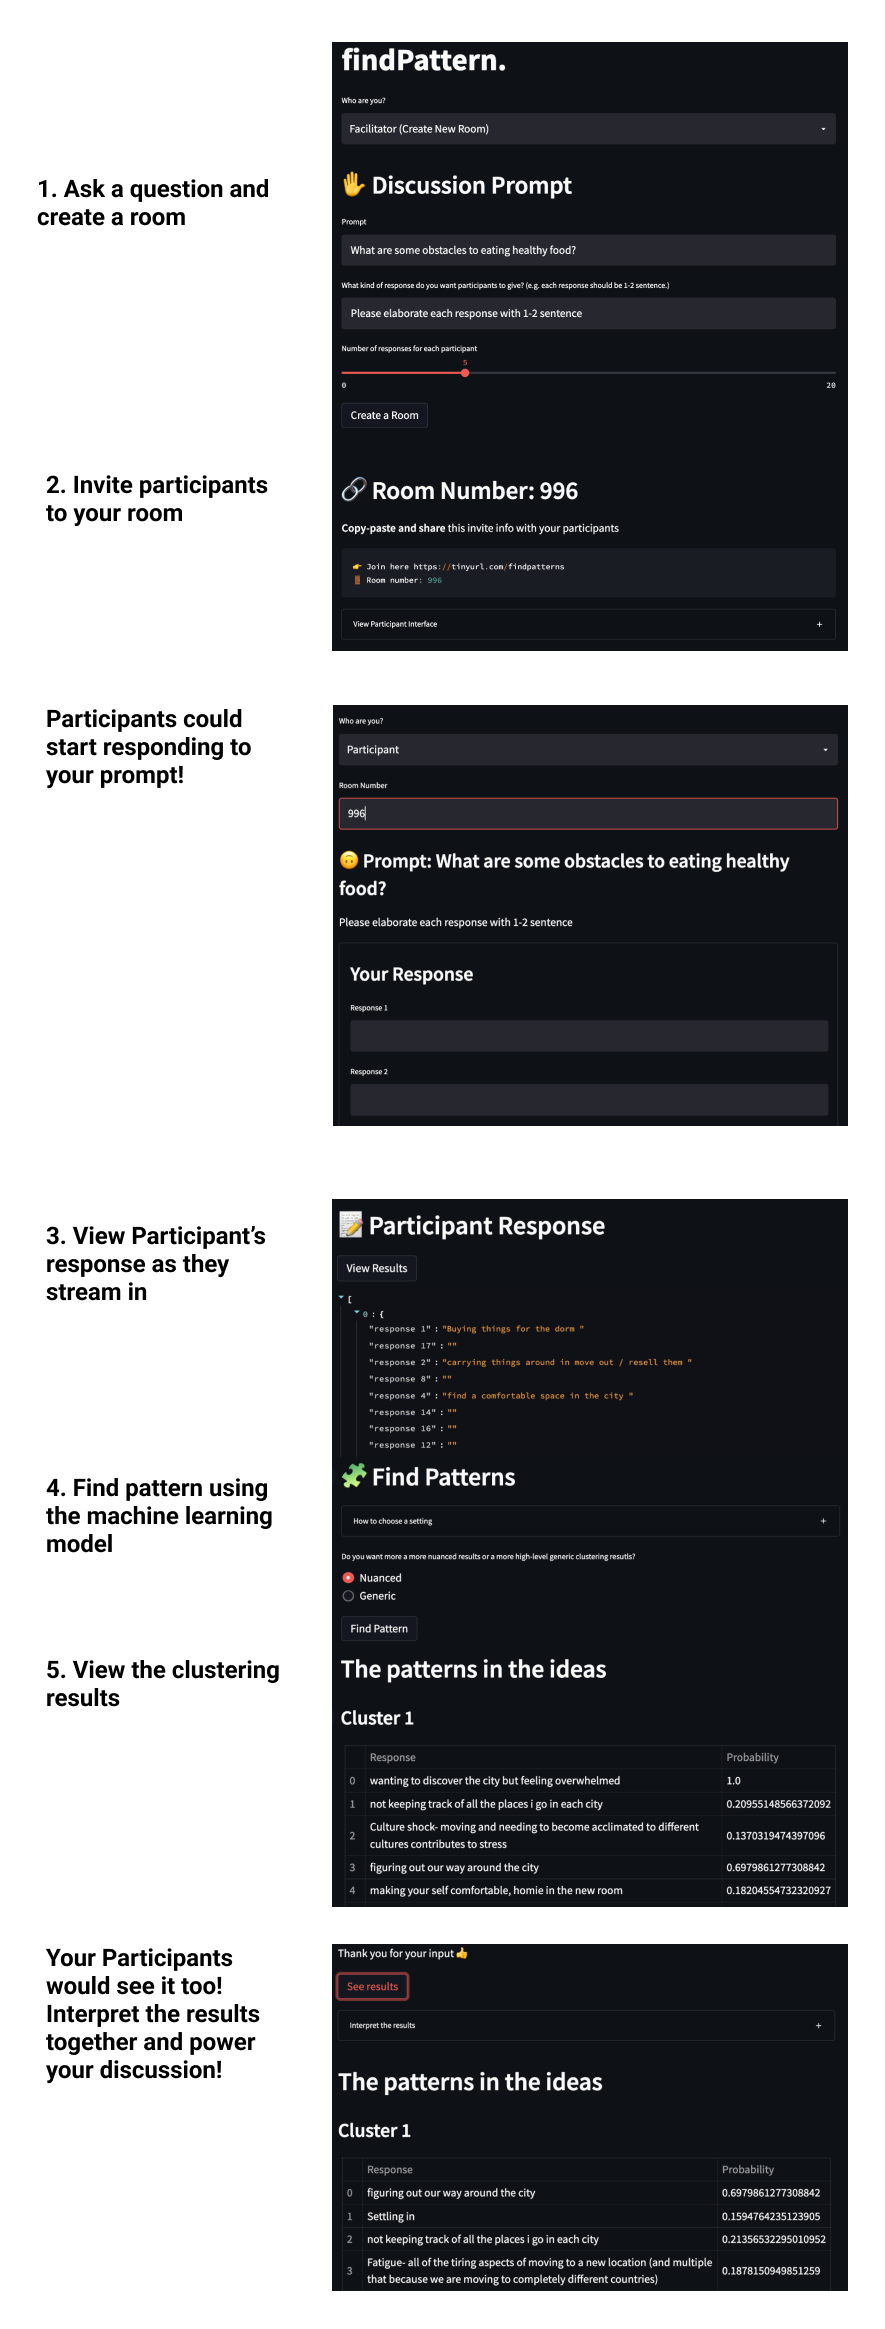 findPattern.
Who are you?
Facilitator (Create New Room)
1. Ask a question and
create a room
🖐 Discussion Prompt
Prompt
What are some obstacles to eating healthy food?
What kind of response do you want participants to give? (e.g. each response should be 1-2 sentence.)
Please elaborate each response with 1-2 sentence
Number of responses for each participant
5
0 20
Create a Room
2. Invite participants
to your room
🔗 Room Number: 996
Copy-paste and share this invite info with your participants
👉 Join here https://tinyurl.com/findpatterns
🚪 Room number: 996
View Participant Interface +
Participants could
start responding to
your prompt!
Who are you?
Participant
Room Number
996
🙃 Prompt: What are some obstacles to eating healthy
food?
Please elaborate each response with 1-2 sentence
Your Response
Response 1
Response 2
3. View Participant's
response as they
stream in
📝 Participant Response
View Results
[
0 : {
"response 1" : "Buying things for the dorm "
"response 17" : ""
"response 2" : "carrying things around in move out / resell them "
"response 8" : ""
"response 4" : "find a comfortable space in the city "
"response 14" : ""
"response 16" : ""
"response 12" : ""
4. Find pattern using
the machine learning
model
🧩 Find Patterns
How to choose a setting +
Do you want more a more nuanced results or a more high-level generic clustering resutls?
Nuanced
Generic
Find Pattern
5. View the clustering
results
The patterns in the ideas
Cluster 1
Response Probability
0 wanting to discover the city but feeling overwhelmed 1.0
1 not keeping track of all the places i go in each city 0.20955148566372092
2 Culture shock- moving and needing to become acclimated to different
cultures contributes to stress 0.1370319474397096
3 figuring out our way around the city 0.6979861277308842
4 making your self comfortable, homie in the new room 0.18204554732320927
Your Participants
would see it too!
Interpret the results
together and power
your discussion!
Thank you for your input 👍
See results
Interpret the results +
The patterns in the ideas
Cluster 1
Response Probability
0 figuring out our way around the city 0.6979861277308842
1 Settling in 0.1594764235123905
2 not keeping track of all the places i go in each city 0.21356532295010952
3 Fatigue- all of the tiring aspects of moving to a new location (and multiple
that because we are moving to completely different countries) 0.1878150949851259